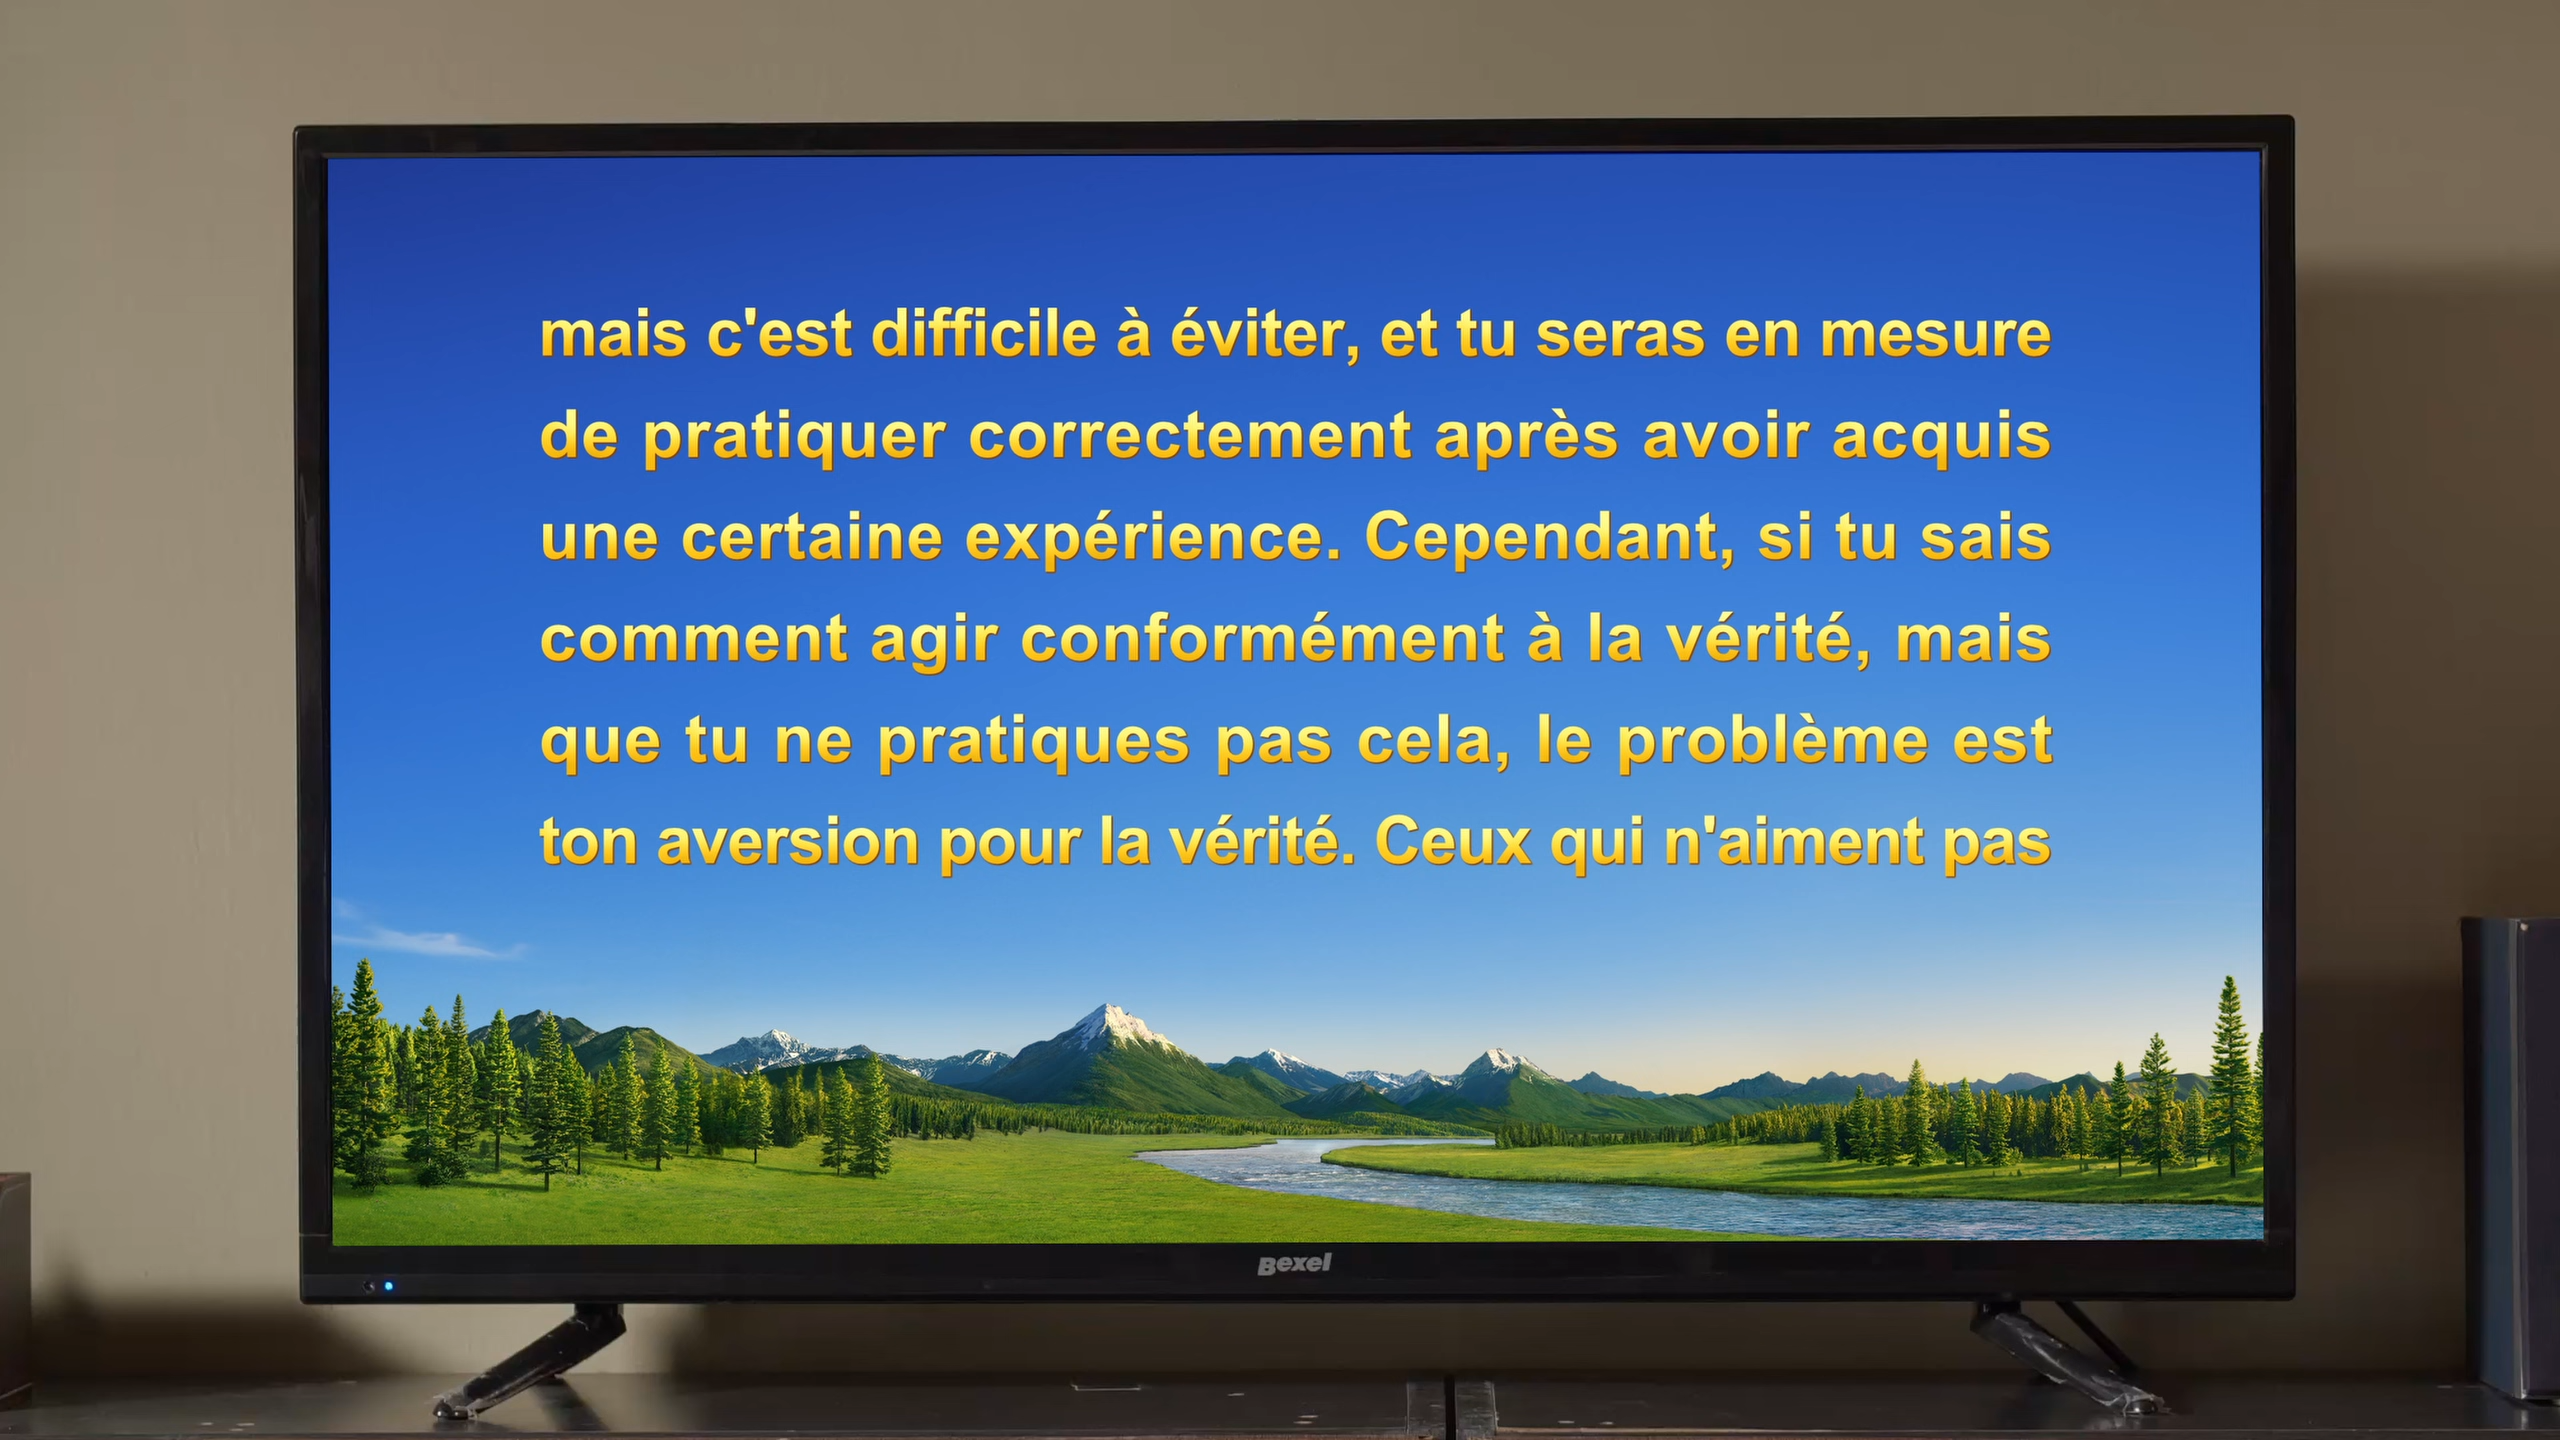 mais c'est difficile à éviter, et tu seras en mesure
de pratiquer correctement après avoir acquis
une certaine expérience. Cependant, si tu sais
comment agir conformément à la vérité, mais
que tu ne pratiques pas cela, le problème est
ton aversion pour la vérité. Ceux qui n'aiment pas
Bexel